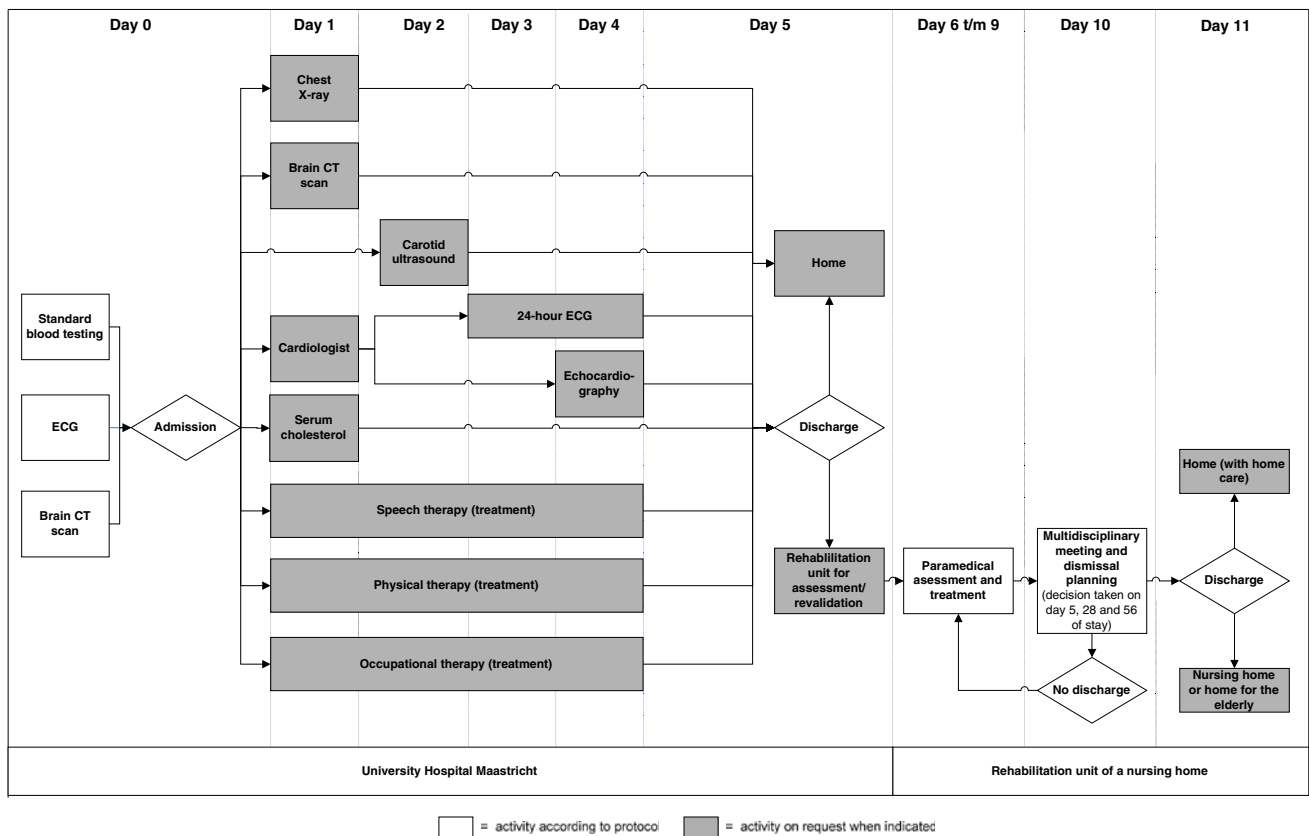 Day 0
Day 1
Day 2
Day 3
Day 4
Day 5
Day 6 t/m 9
Day 10
Day 11
Chest
X-ray
Brain CT
scan
Carotid
ultrasound
Home
Standard
blood testing
24-hour ECG
Cardiologist
Echocardio-
graphy
ECG
Admission
Serum
cholesterol
Discharge
Home (with home
care)
Brain CT
scan
Speech therapy (treatment)
Physical therapy (treatment)
Rehablilitation
unit for
assessment/
revalidation
Paramedical
asessment and
treatment
Multidisciplinary
meeting and
dismissal
planning
(decision taken on
day 5, 28 and 56
of stay)
Discharge
Occupational therapy (treatment)
No discharge
Nursing home
or home for the
elderly
University Hospital Maastricht
Rehabilitation unit of a nursing home
= activity according to protocol
= activity on request when indicated